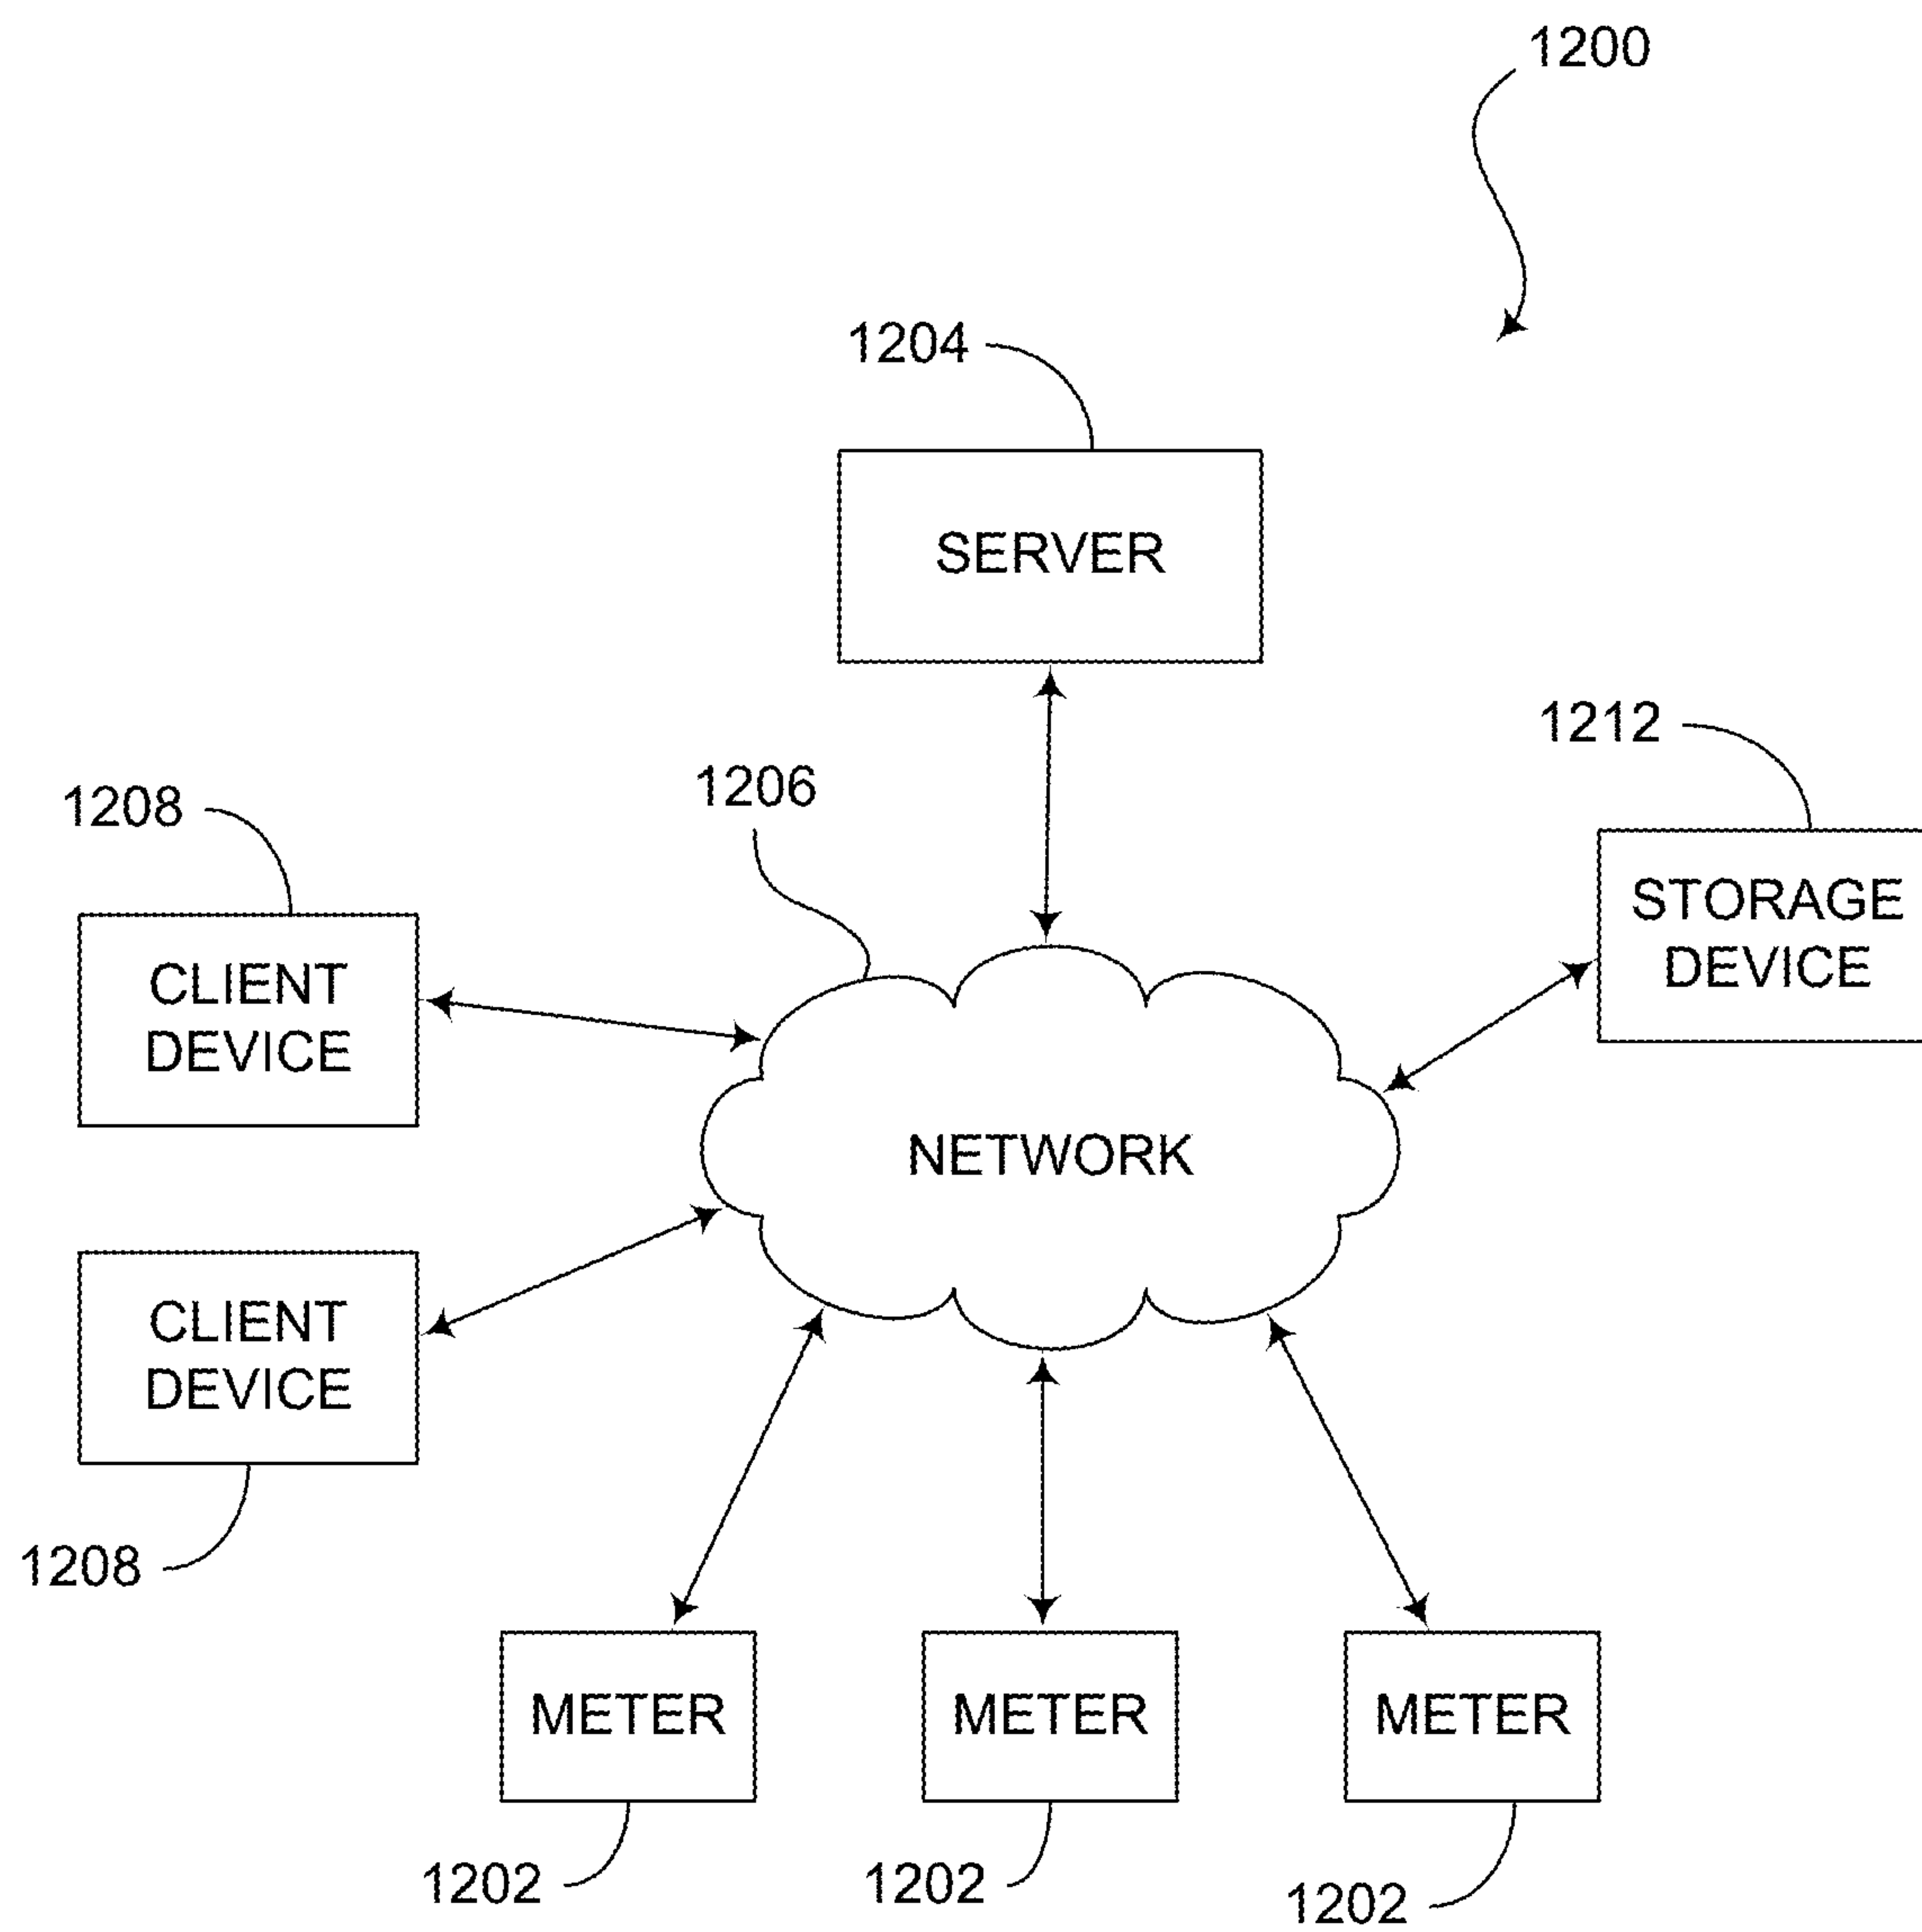 1200
1204
SERVER
1212
1206
1208
STORAGE
DEVICE
CLIENT
DEVICE
NETWORK
CLIENT
DEVICE
1208
METER
METER
METER
1202
1202
1202